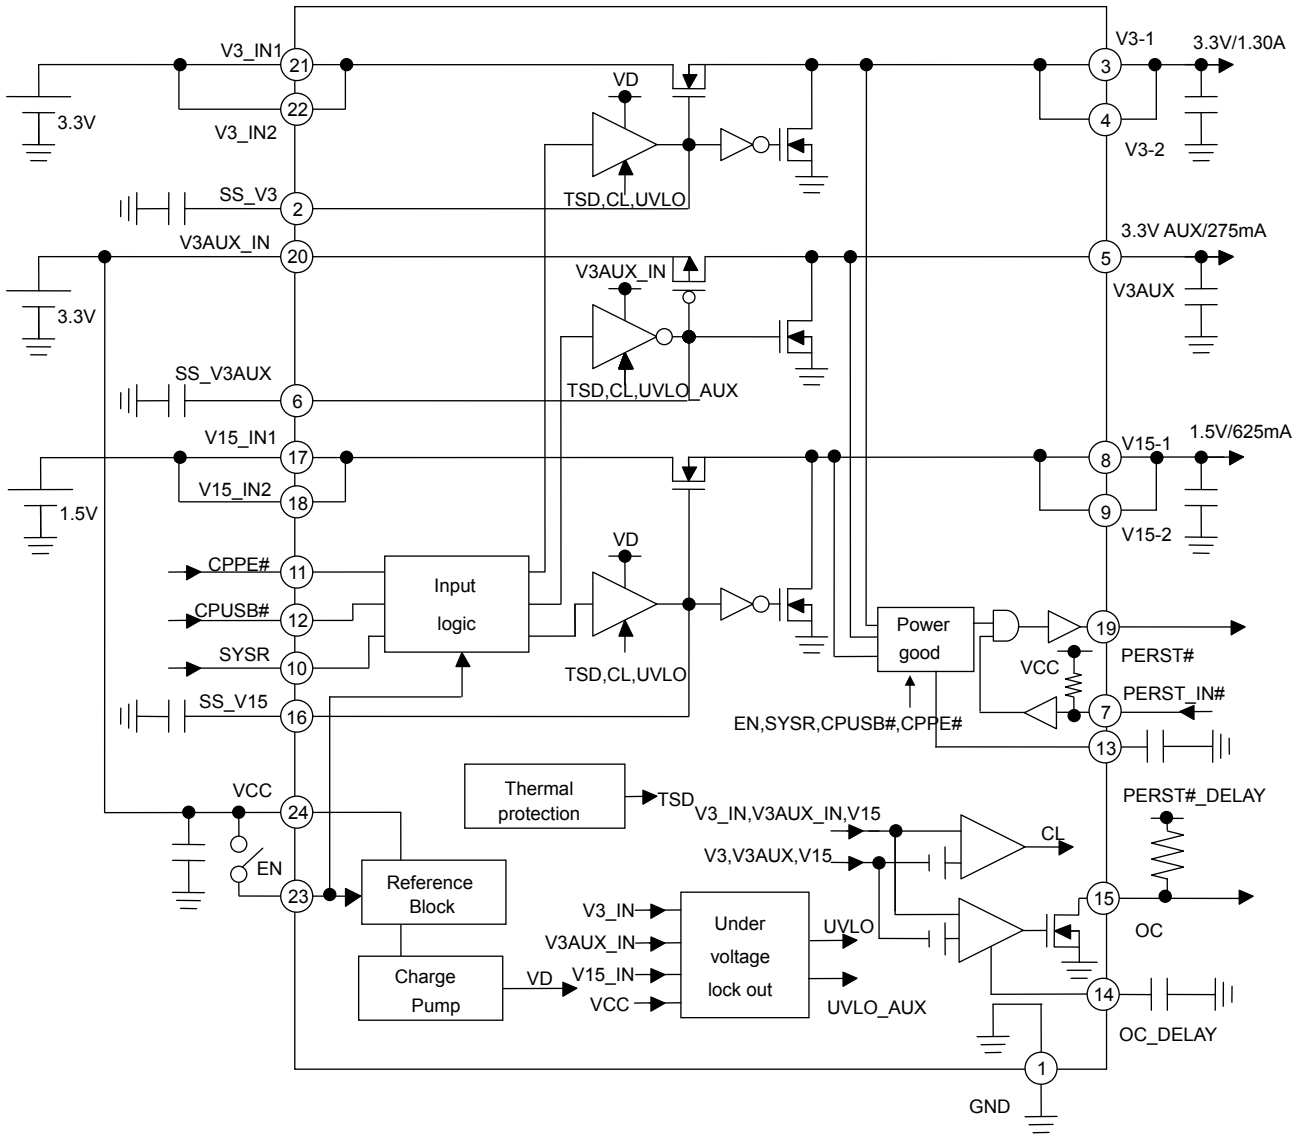 V3_IN1
21
VD
3
V3-1
3.3V/1.30A
22
V3_IN2
3.3V
4
V3-2
TSD,CL,UVLO
SS_V3
2
V3AUX_IN
20
V3AUX_IN
5
3.3V AUX/275mA
V3AUX
3.3V
SS_V3AUX
6
TSD,CL,UVLO_AUX
V15_IN1
17
8
V15-1
1.5V/625mA
V15_IN2
18
1.5V
9
V15-2
VD
CPPE#
11
CPUSB#
12
Input
logic
SYSR
10
TSD,CL,UVLO
Power
good
19
PERST#
VCC
SS_V15
16
EN,SYSR,CPUSB#,CPPE#
7
PERST_IN#
13
PERST#_DELAY
Thermal
protection
TSD
VCC
24
V3_IN,V3AUX_IN,V15
CL
V3,V3AUX,V15
EN
23
Reference
Block
15
OC
V3_IN
V3AUX_IN
V15_IN
VCC
Under
voltage
lock out
UVLO
UVLO_AUX
Charge
Pump
VD
14
OC_DELAY
1
GND